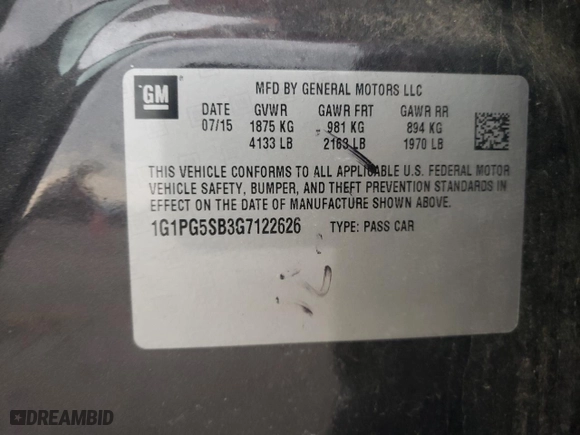 GM
MFD BY GENERAL MOTORS LLC
DATE GVWR GAWR FRT GAWR RR
07/15 1875 KG 981 KG 894 KG
4133 LB 2163 LB 1970 LB
THIS VEHICLE CONFORMS TO ALL APPLICABLE U.S. FEDERAL MOTOR
VEHICLE SAFETY, BUMPER, AND THEFT PREVENTION STANDARDS IN
EFFECT ON THE DATE OF MANUFACTURE SHOWN ABOVE.
1G1PG5SB3G7122626 TYPE: PASS CAR
DREAMBID